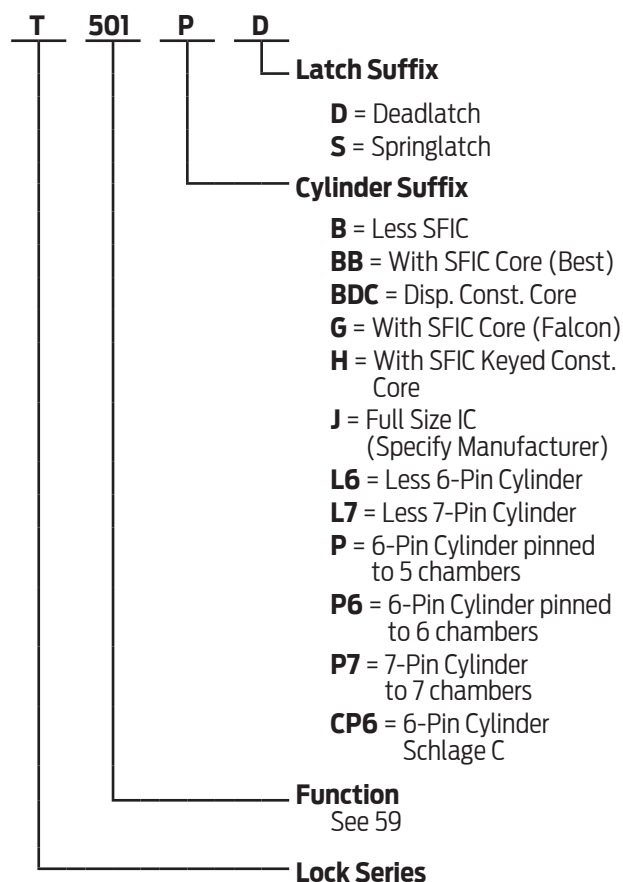 T 501 P D
Latch Suffix
D = Deadlatch
S = Springlatch
Cylinder Suffix
B = Less SFIC
BB = With SFIC Core (Best)
BDC = Disp. Const. Core
G = With SFIC Core (Falcon)
H = With SFIC Keyed Const.
Core
J = Full Size IC
(Specify Manufacturer)
L6 = Less 6-Pin Cylinder
L7 = Less 7-Pin Cylinder
P = 6-Pin Cylinder pinned
to 5 chambers
P6 = 6-Pin Cylinder pinned
to 6 chambers
P7 = 7-Pin Cylinder
to 7 chambers
CP6 = 6-Pin Cylinder
Schlage C
Function
See 59
Lock Series